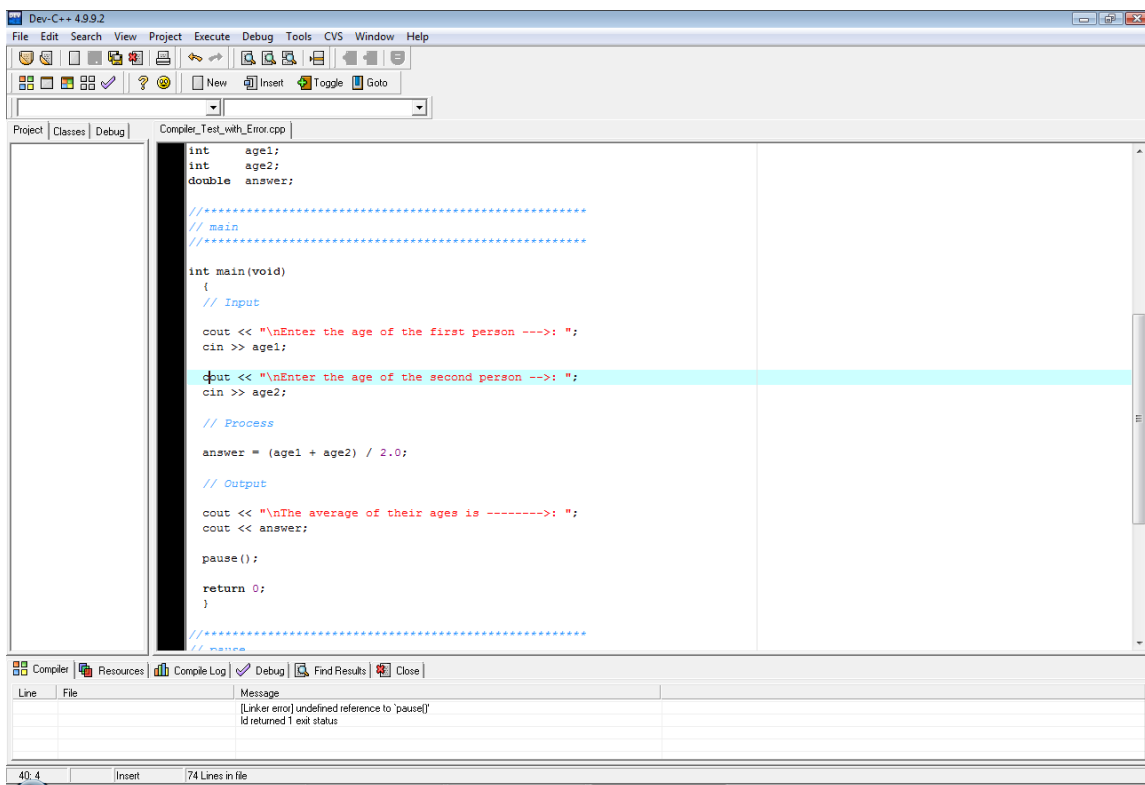 Dev-C++ 4.9.9.2
File Edit Search View Project Execute Debug Tools CVS Window Help
New Insert Toggle Goto
Project Classes Debug Compiler_Test_with_Error.cpp
int     age1;
int     age2;
double  answer;
//******************************************************
// main
//******************************************************
int main(void)
{
// Input
cout << "\nEnter the age of the first person --->: ";
cin >> age1;
cout << "\nEnter the age of the second person -->: ";
cin >> age2;
// Process
answer = (age1 + age2) / 2.0;
// Output
cout << "\nThe average of their ages is -------->: ";
cout << answer;
pause();
return 0;
}
//******************************************************
// pause
Compiler Resources Compile Log Debug Find Results Close
Line File Message
[Linker error] undefined reference to `pause()'
ld returned 1 exit status
40: 4 Insert 74 Lines in file